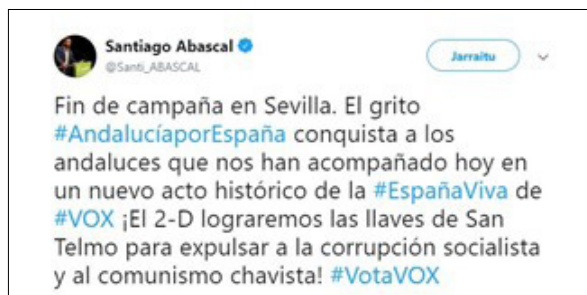 Santiago Abascal
@Santi_ABASCAL
Jarraitu
Fin de campaña en Sevilla. El grito
#AndalucíaporEspaña conquista a los
andaluces que nos han acompañado hoy en
un nuevo acto histórico de la #EspañaViva de
#VOX ¡El 2-D lograremos las llaves de San
Telmo para expulsar a la corrupción socialista
y al comunismo chavista! #VotaVOX